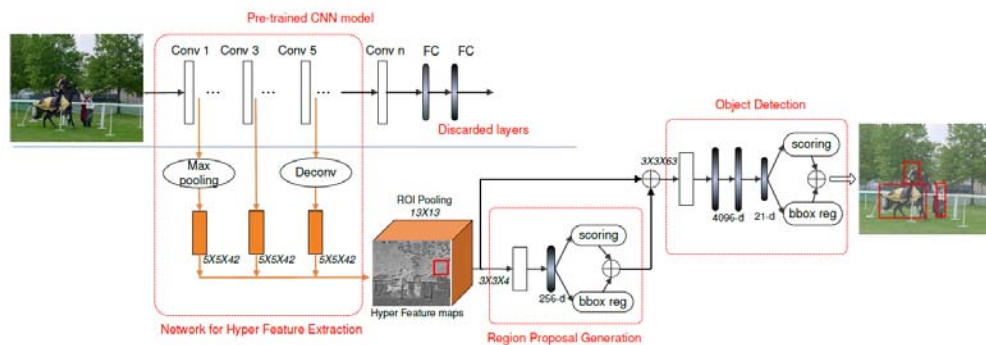 Pre-trained CNN model
Conv 1
Conv 3
Conv 5
Conv n
FC
FC
...
...
...
Discarded layers
Object Detection
Max
pooling
Deconv
3X3X63
scoring
bbox reg
4096-d
21-d
ROI Pooling
13X13
5X5X42
5X5X42
5X5X42
Hyper Feature maps
3X3X4
256-d
scoring
bbox reg
Network for Hyper Feature Extraction
Region Proposal Generation